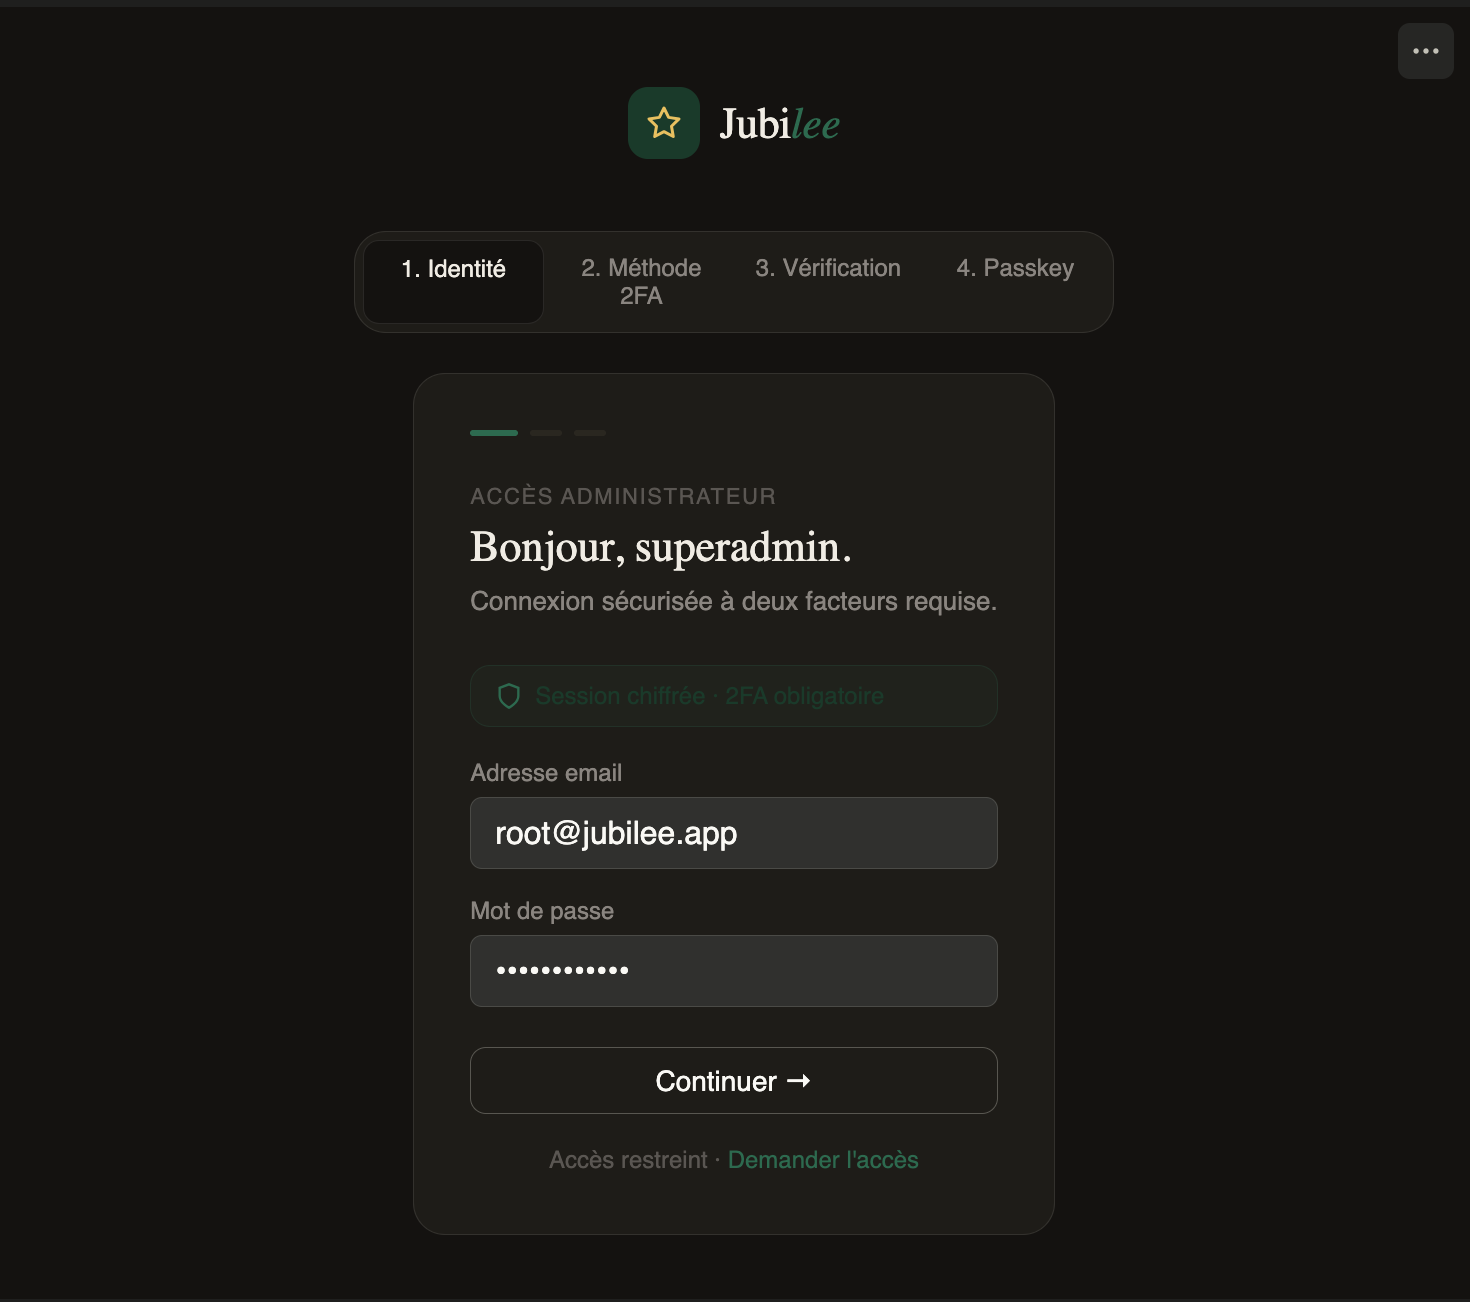 Jubilee
1. Identité
2. Méthode
2FA
3. Vérification
4. Passkey
ACCÈS ADMINISTRATEUR
Bonjour, superadmin.
Connexion sécurisée à deux facteurs requise.
Session chiffrée · 2FA obligatoire
Adresse email
root@jubilee.app
Mot de passe
••••••••••••
Continuer →
Accès restreint · Demander l'accès